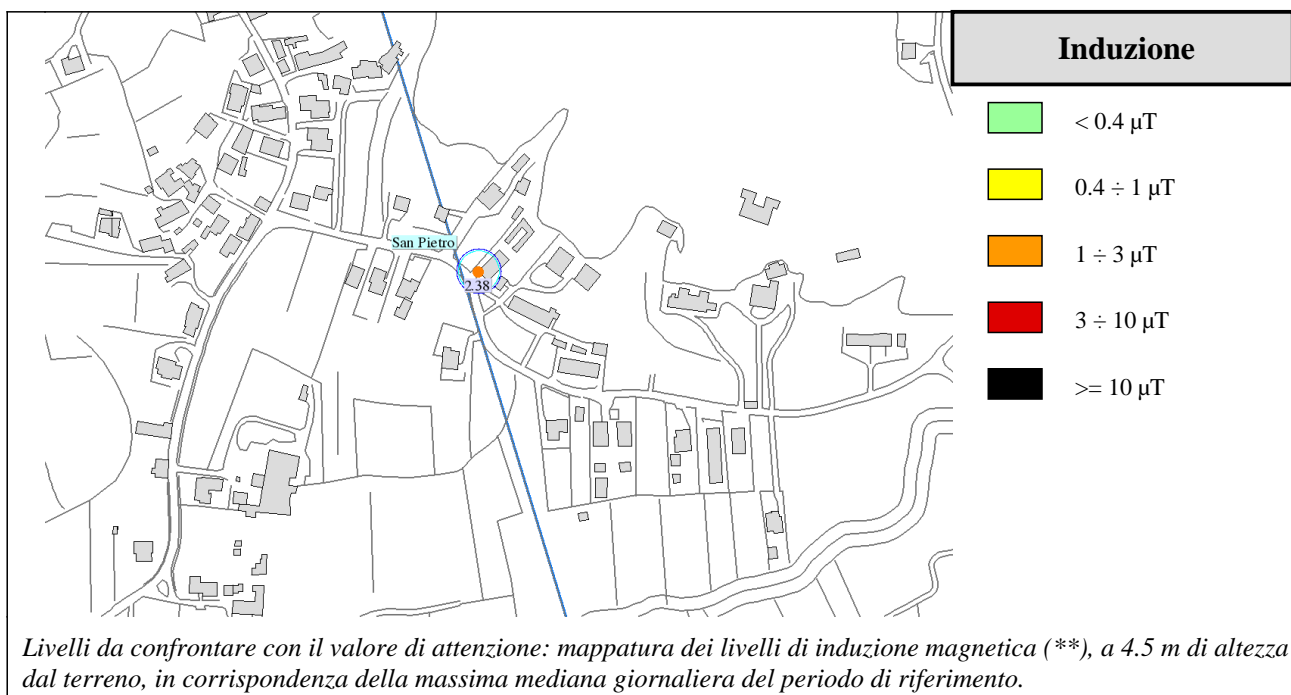 Induzione
< 0.4 µT
0.4 ÷ 1 µT
1 ÷ 3 µT
3 ÷ 10 µT
>= 10 µT
San Pietro
2.38
Livelli da confrontare con il valore di attenzione: mappatura dei livelli di induzione magnetica (**), a 4.5 m di altezza
dal terreno, in corrispondenza della massima mediana giornaliera del periodo di riferimento.